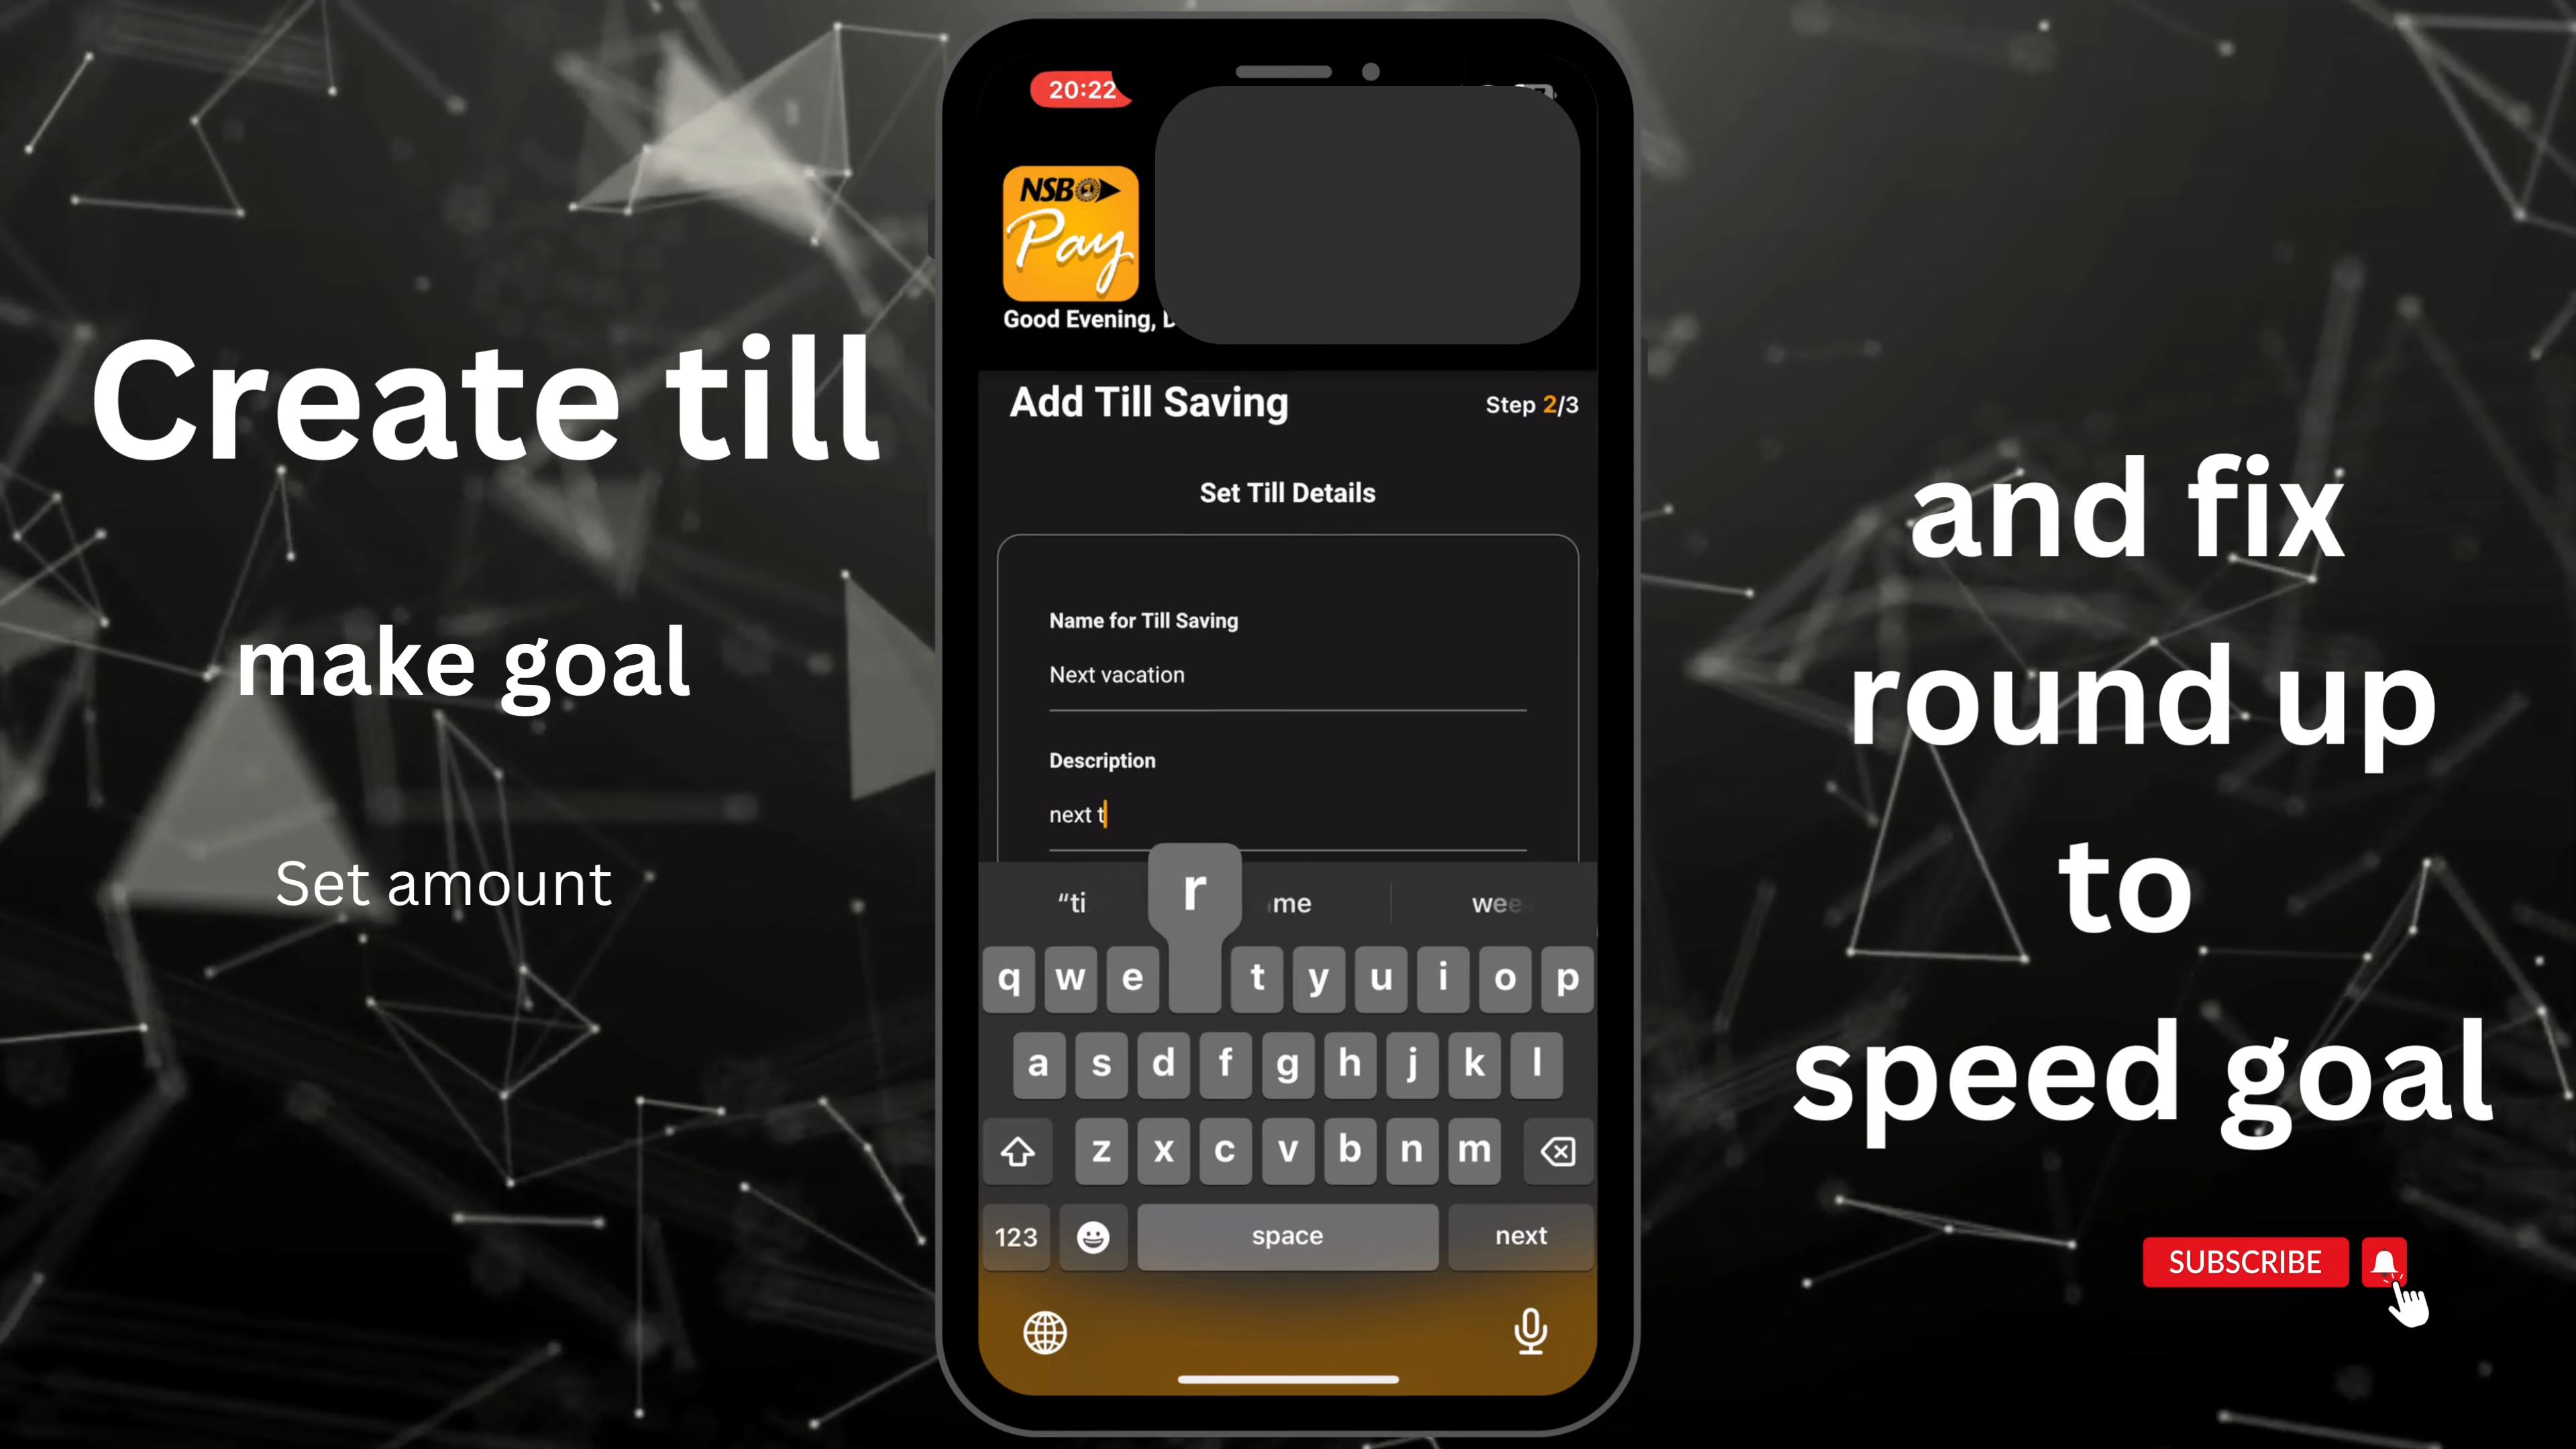 Create till
make goal
Set amount
20:22
NSB
Pay
Good Evening,
Add Till Saving
Step 2/3
Set Till Details
Name for Till Saving
Next vacation
Description
next t
"ti
r
me
wee
q w e t y u i o p
a s d f g h j k l
z x c v b n m
123
space
next
and fix
round up
to
speed goal
SUBSCRIBE